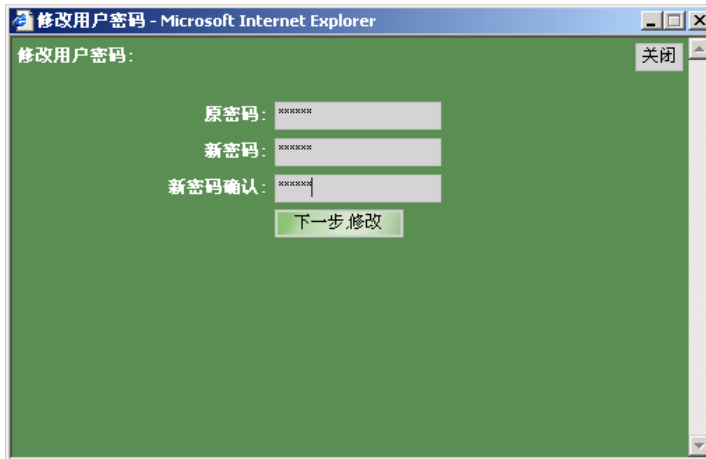 修改用户密码 - Microsoft Internet Explorer
修改用户密码:
关闭
原密码: ******
新密码: ******
新密码确认: ******
下一步,修改